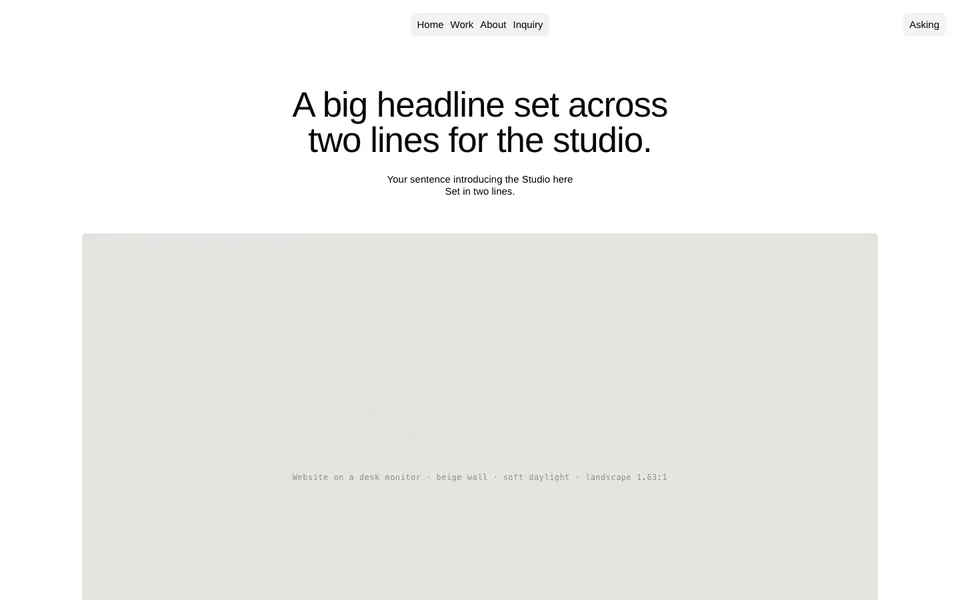 Home Work About Inquiry
Asking
A big headline set across
two lines for the studio.
Your sentence introducing the Studio here
Set in two lines.
Website on a desk monitor · beige wall · soft daylight · landscape 1.63:1